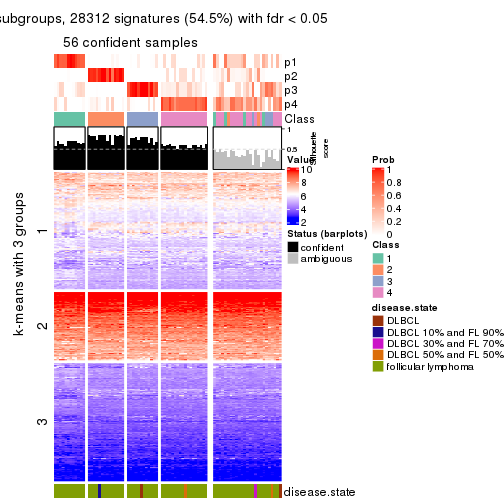 subgroups, 28312 signatures (54.5%) with fdr < 0.05
56 confident samples
p1
p2
p3
p4
Class
1
0.5
0
Silhouette
score
k-means with 3 groups
1
2
3
disease.state
Value
10
8
6
4
2
Status (barplots)
confident
ambiguous
Prob
1
0.8
0.6
0.4
0.2
0
Class
1
2
3
4
disease.state
DLBCL
DLBCL 10% and FL 90%
DLBCL 30% and FL 70%
DLBCL 50% and FL 50%
follicular lymphoma